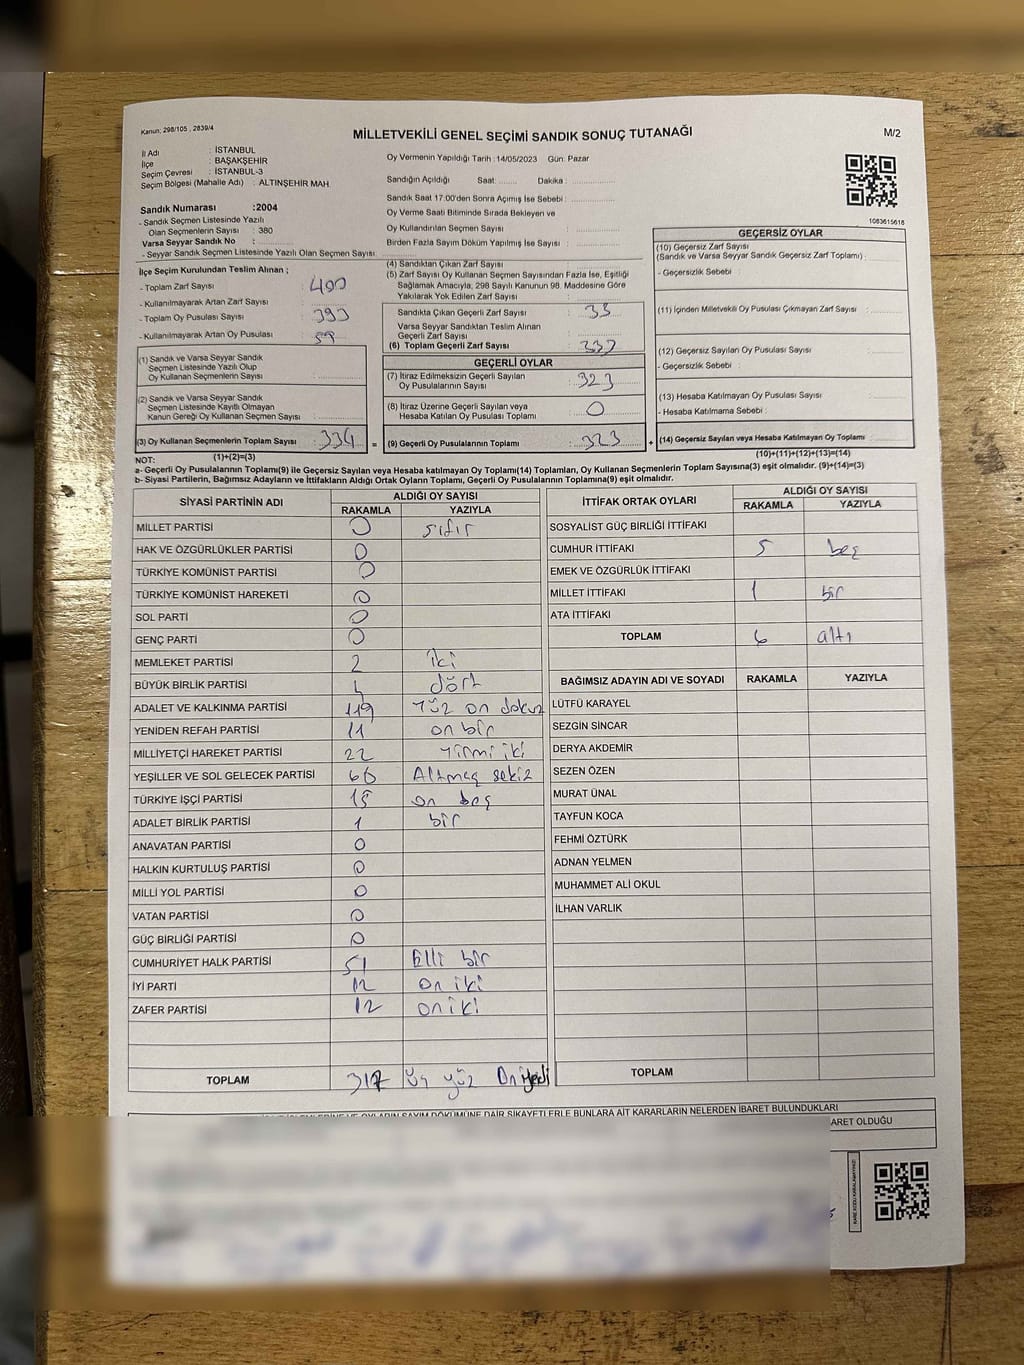 Kanun: 298/105 , 2839/4
MİLLETVEKİLİ GENEL SEÇİMİ SANDIK SONUÇ TUTANAĞI
M/2
İl Adı : İSTANBUL
İlçe : BAŞAKŞEHİR
Seçim Çevresi : İSTANBUL-3
Seçim Bölgesi (Mahalle Adı) : ALTINŞEHİR MAH.
Oy Vermenin Yapıldığı Tarih :14/05/2023 Gün: Pazar
Sandığın Açıldığı Saat: ....... Dakika : ..............
Sandık Saat 17:00'den Sonra Açımış İse Sebebi : ..............
Oy Verme Saati Bitiminde Sırada Bekleyen ve
Oy Kullandırılan Seçmen Sayısı : ..............
Birden Fazla Sayım Döküm Yapılmış İse Sayısı : ..............
1083615618
Sandık Numarası :2004
- Sandık Seçmen Listesinde Yazılı
Olan Seçmenlerin Sayısı : 380
Varsa Seyyar Sandık No :
- Seyyar Sandık Seçmen Listesinde Yazılı Olan Seçmen Sayısı:
İlçe Seçim Kurulundan Teslim Alınan ;
- Toplam Zarf Sayısı : 400
- Kullanılmayarak Artan Zarf Sayısı :
- Toplam Oy Pusulası Sayısı : 393
- Kullanılmayarak Artan Oy Pusulası : 59
(1) Sandık ve Varsa Seyyar Sandık
Seçmen Listesinde Yazılı Olup
Oy Kullanan Seçmenlerin Sayısı :
(2) Sandık ve Varsa Seyyar Sandık
Seçmen Listesinde Kayıtlı Olmayan
Kanun Gereği Oy Kullanan Seçmen Sayısı :
(3) Oy Kullanan Seçmenlerin Toplam Sayısı : 334 =
(1)+(2)=(3)
(4) Sandıktan Çıkan Zarf Sayısı :
(5) Zarf Sayısı Oy Kullanan Seçmen Sayısından Fazla İse, Eşitliği
Sağlamak Amacıyla, 298 Sayılı Kanunun 98. Maddesine Göre
Yakılarak Yok Edilen Zarf Sayısı :
Sandıkta Çıkan Geçerli Zarf Sayısı : 33
Varsa Seyyar Sandıktan Teslim Alınan
Geçerli Zarf Sayısı :
(6) Toplam Geçerli Zarf Sayısı : 337
GEÇERLİ OYLAR
(7) İtiraz Edilmeksizin Geçerli Sayılan
Oy Pusulalarının Sayısı : 323
(8) İtiraz Üzerine Geçerli Sayılan veya
Hesaba Katılan Oy Pusulası Toplamı : 0
(9) Geçerli Oy Pusulalarının Toplamı : 323 +
GEÇERSİZ OYLAR
(10) Geçersiz Zarf Sayısı
(Sandık ve Varsa Seyyar Sandık Geçersiz Zarf Toplamı) :
- Geçersizlik Sebebi :
(11) İçinden Milletvekili Oy Pusulası Çıkmayan Zarf Sayısı :
(12) Geçersiz Sayılan Oy Pusulası Sayısı :
- Geçersizlik Sebebi :
(13) Hesaba Katılmayan Oy Pusulası Sayısı :
- Hesaba Katılmama Sebebi :
(14) Geçersiz Sayılan veya Hesaba Katılmayan Oy Toplamı :
(10)+(11)+(12)+(13)=(14)
NOT:
a- Geçerli Oy Pusulalarının Toplamı(9) ile Geçersiz Sayılan veya Hesaba katılmayan Oy Toplamı(14) Toplamları, Oy Kullanan Seçmenlerin Toplam Sayısına(3) eşit olmalıdır. (9)+(14)=(3)
b- Siyasi Partilerin, Bağımsız Adayların ve İttifakların Aldığı Ortak Oyların Toplamı, Geçerli Oy Pusulalarının Toplamına(9) eşit olmalıdır.
SİYASİ PARTİNİN ADI ALDIĞI OY SAYISI
RAKAMLA YAZIYLA
MİLLET PARTİSİ 0 sıfır
HAK VE ÖZGÜRLÜKLER PARTİSİ 0
TÜRKİYE KOMÜNİST PARTİSİ 0
TÜRKİYE KOMÜNİST HAREKETİ 0
SOL PARTİ 0
GENÇ PARTİ 0
MEMLEKET PARTİSİ 2 iki
BÜYÜK BİRLİK PARTİSİ 4 dört
ADALET VE KALKINMA PARTİSİ 119 Yüz on dokuz
YENİDEN REFAH PARTİSİ 11 on bir
MİLLİYETÇİ HAREKET PARTİSİ 22 Yirmi iki
YEŞİLLER VE SOL GELECEK PARTİSİ Altmış sekiz
TÜRKİYE İŞÇİ PARTİSİ 15 on beş
ADALET BİRLİK PARTİSİ 1 bir
ANAVATAN PARTİSİ 0
HALKIN KURTULUŞ PARTİSİ 0
MİLLİ YOL PARTİSİ 0
VATAN PARTİSİ 0
GÜÇ BİRLİĞİ PARTİSİ 0
CUMHURİYET HALK PARTİSİ 51 Elli bir
İYİ PARTİ 12 on iki
ZAFER PARTİSİ 12 on iki
TOPLAM 317 Üç yüz On yedi
İTTİFAK ORTAK OYLARI ALDIĞI OY SAYISI
RAKAMLA YAZIYLA
SOSYALİST GÜÇ BİRLİĞİ İTTİFAKI
CUMHUR İTTİFAKI 5 beş
EMEK VE ÖZGÜRLÜK İTTİFAKI
MİLLET İTTİFAKI 1 bir
ATA İTTİFAKI
TOPLAM 6 altı
BAĞIMSIZ ADAYIN ADI VE SOYADI RAKAMLA YAZIYLA
LÜTFÜ KARAYEL
SEZGİN SİNCAR
DERYA AKDEMİR
SEZEN ÖZEN
MURAT ÜNAL
TAYFUN KOCA
FEHMİ ÖZTÜRK
ADNAN YELMEN
MUHAMMET ALİ OKUL
İLHAN VARLIK
TOPLAM
OYLARIN SAYIM DÖKÜMÜNE DAİR ŞİKAYETLERLE BUNLARA AİT KARARLARIN NELERDEN İBARET BULUNDUKLARI
ARET OLDUĞU
KARE KODU KARALAMAYINIZ!